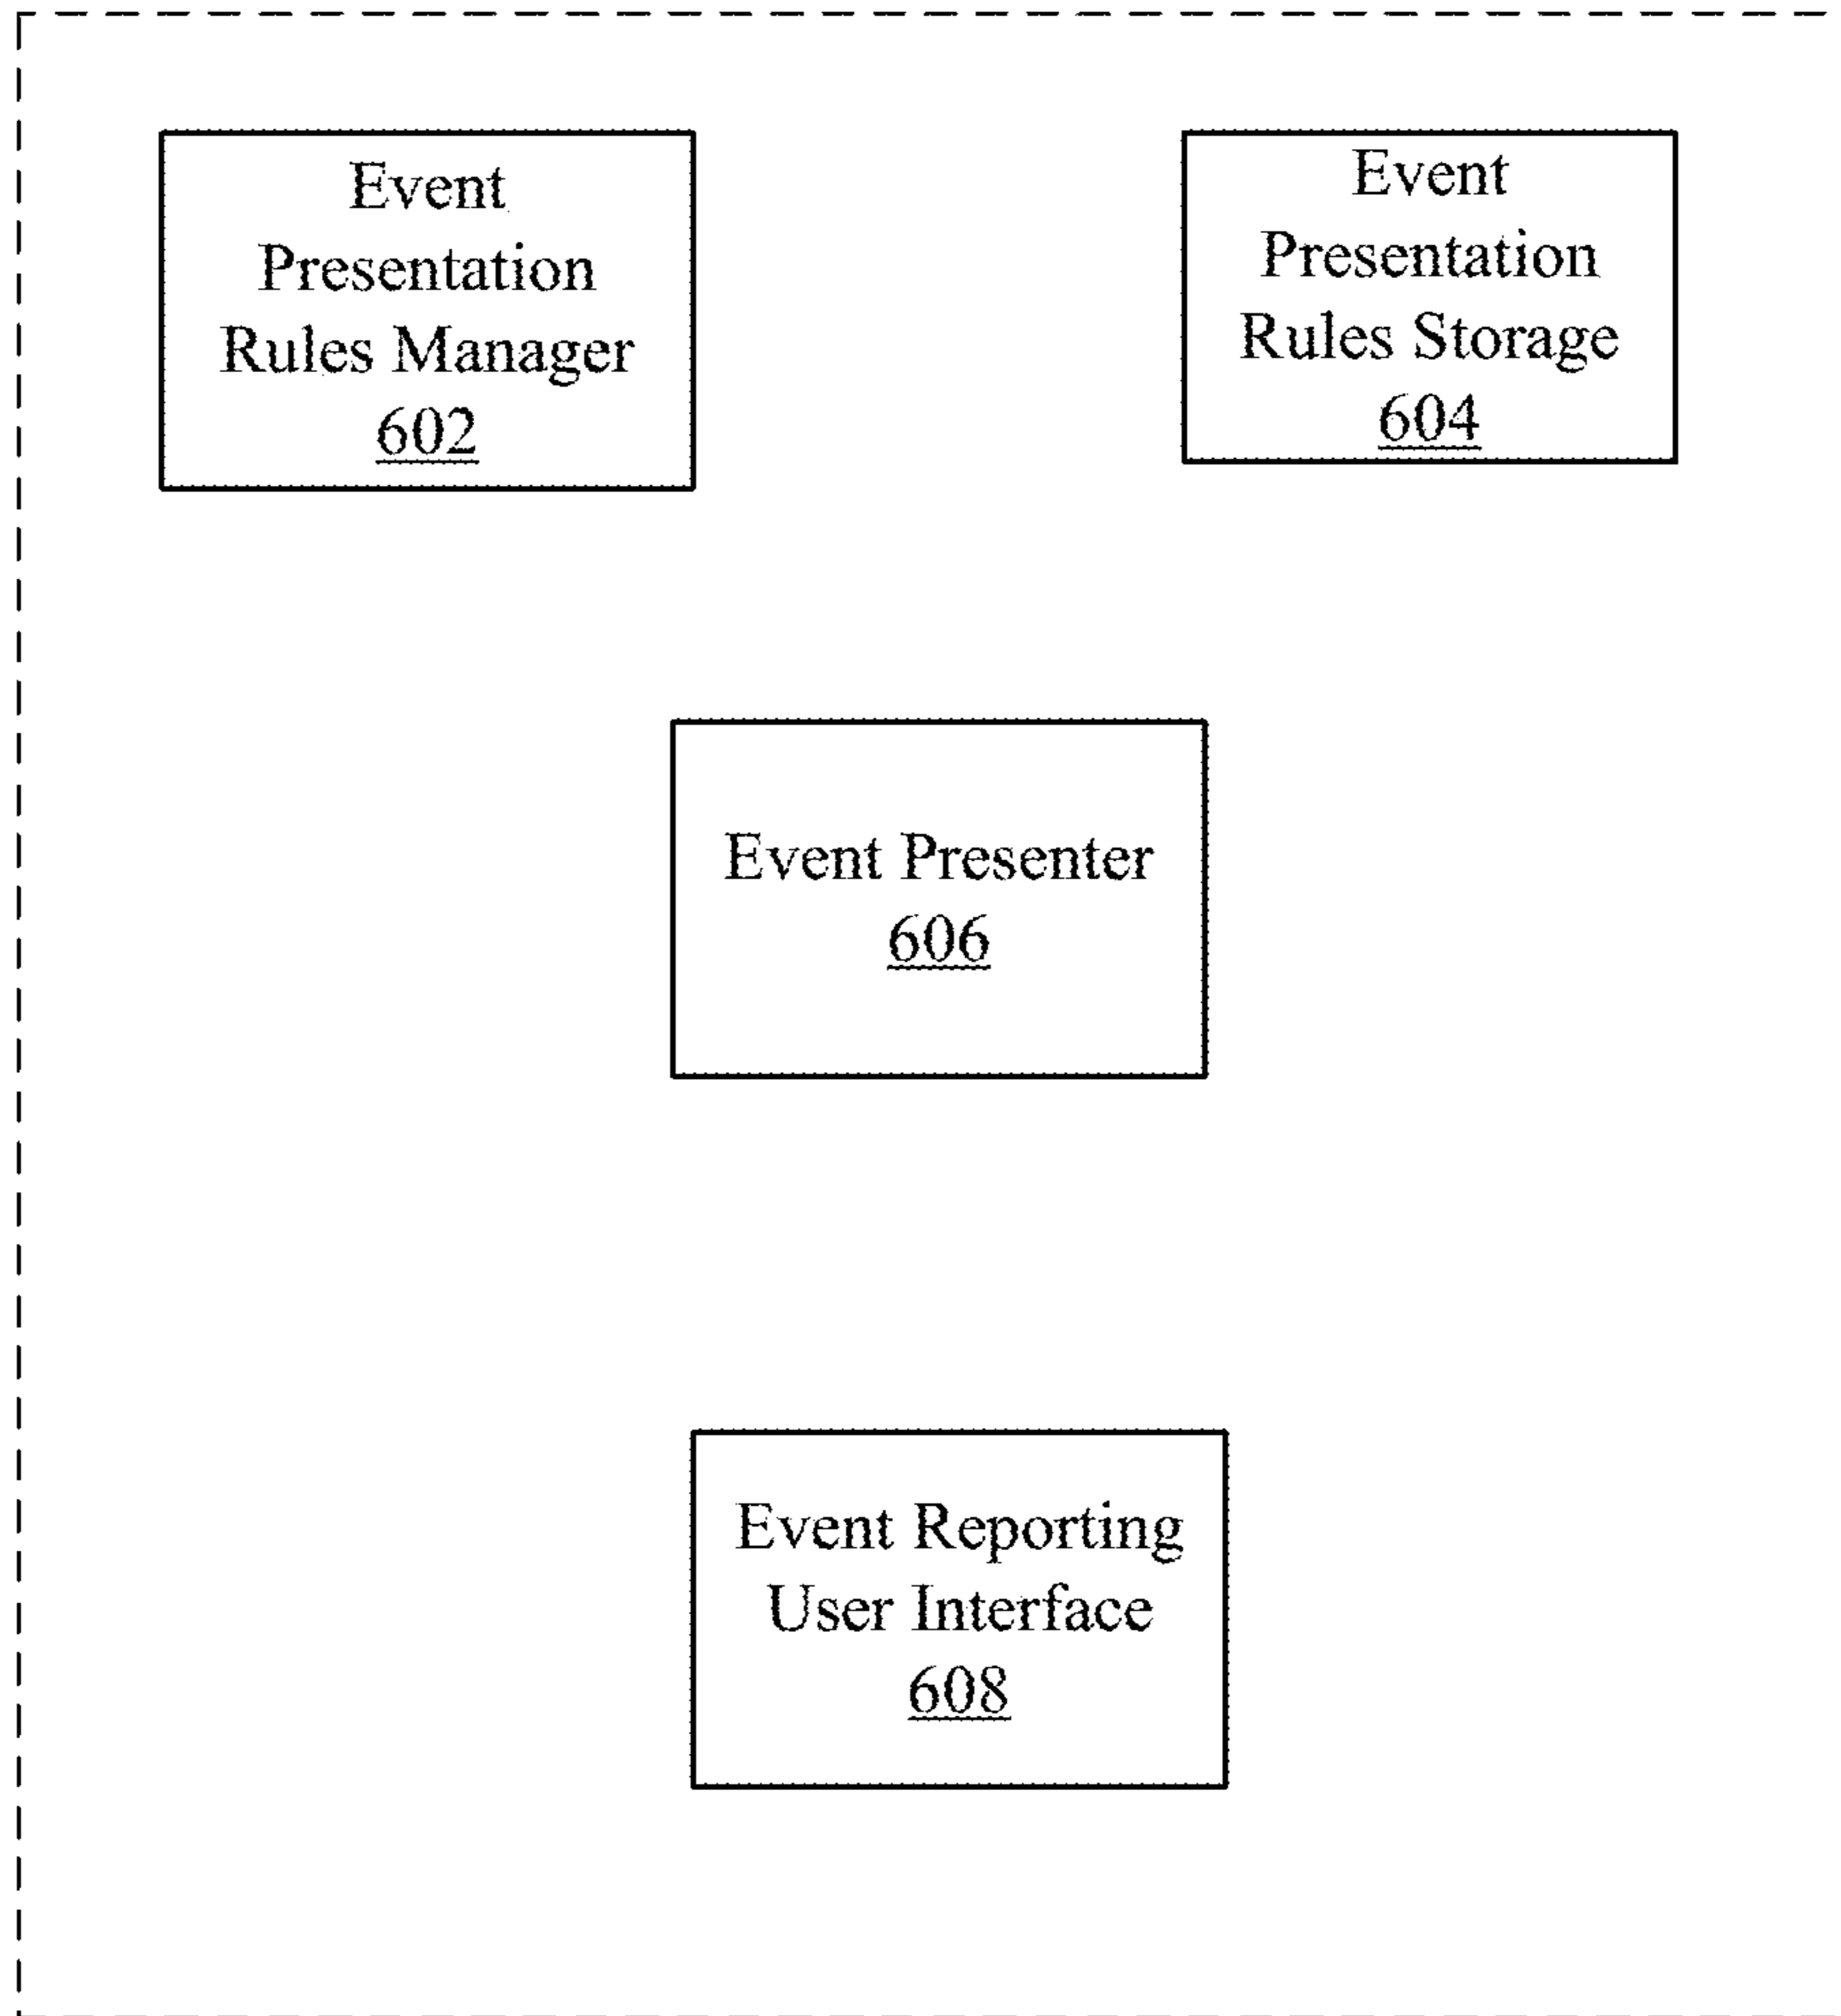 Event
Presentation
Rules Manager
602
Event
Presentation
Rules Storage
604
Event Presenter
606
Event Reporting
User Interface
608